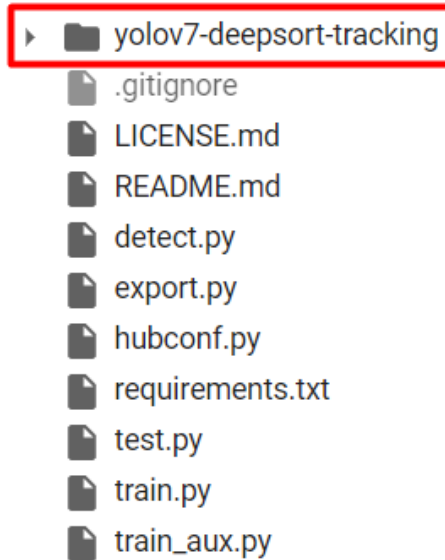 yolov7-deepsort-tracking
.gitignore
LICENSE.md
README.md
detect.py
export.py
hubconf.py
requirements.txt
test.py
train.py
train_aux.py